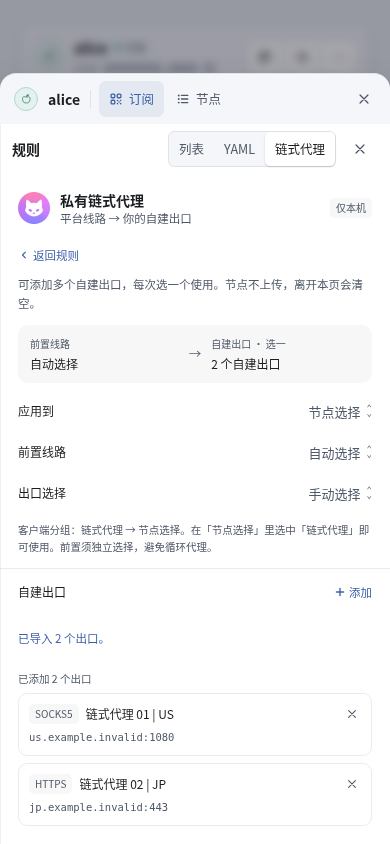 alice
订阅
节点
规则
列表
YAML
链式代理
私有链式代理
平台线路 → 你的自建出口
仅本机
返回规则
可添加多个自建出口，每次选一个使用。节点不上传，离开本页会清
空。
前置线路
自动选择
→
自建出口 · 选一
2 个自建出口
应用到
节点选择
前置线路
自动选择
出口选择
手动选择
客户端分组：链式代理 → 节点选择。在「节点选择」里选中「链式代理」即
可使用。前置须独立选择，避免循环代理。
自建出口
+ 添加
已导入 2 个出口。
已添加 2 个出口
SOCKS5 链式代理 01 | US
us.example.invalid:1080
HTTPS 链式代理 02 | JP
jp.example.invalid:443